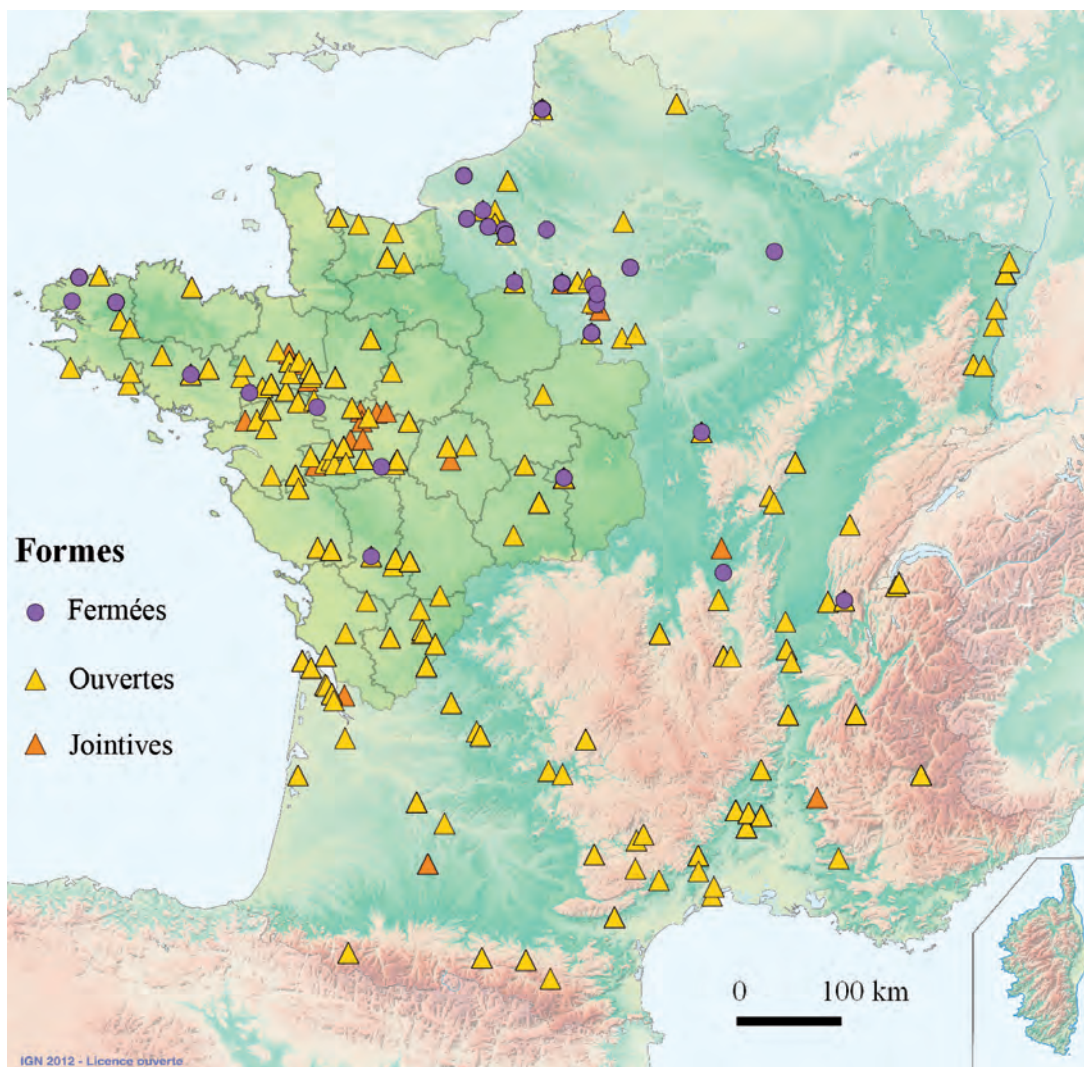 Formes
Fermées
Ouvertes
Jointives
0 100 km
IGN 2012 - Licence ouverte